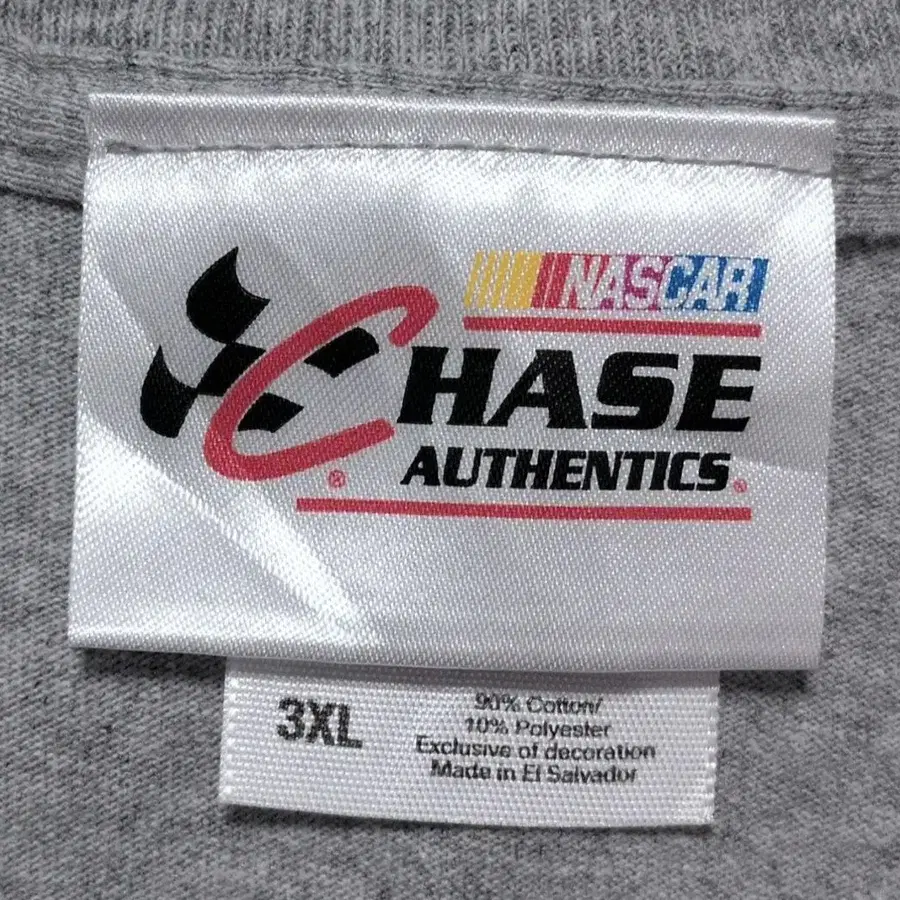 NASCAR
CHASE
AUTHENTICS®
®
3XL
90% Cotton/
10% Polyester
Exclusive of decoration
Made in El Salvador